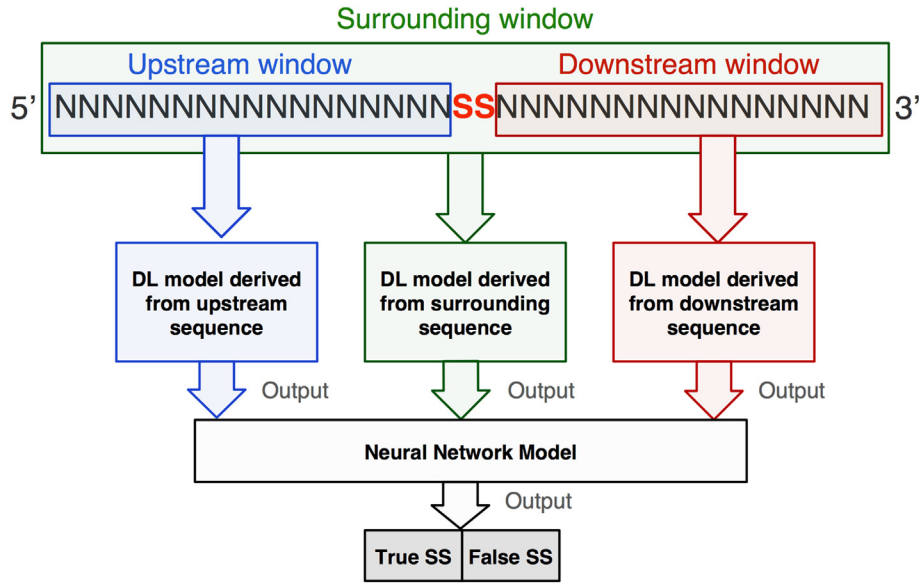 Surrounding window
Upstream window
Downstream window
5’ NNNNNNNNNNNNNNNNNSSNNNNNNNNNNNNNNNN 3’
DL model derived
from upstream
sequence
DL model derived
from surrounding
sequence
DL model derived
from downstream
sequence
Output
Output
Output
Neural Network Model
Output
True SS
False SS